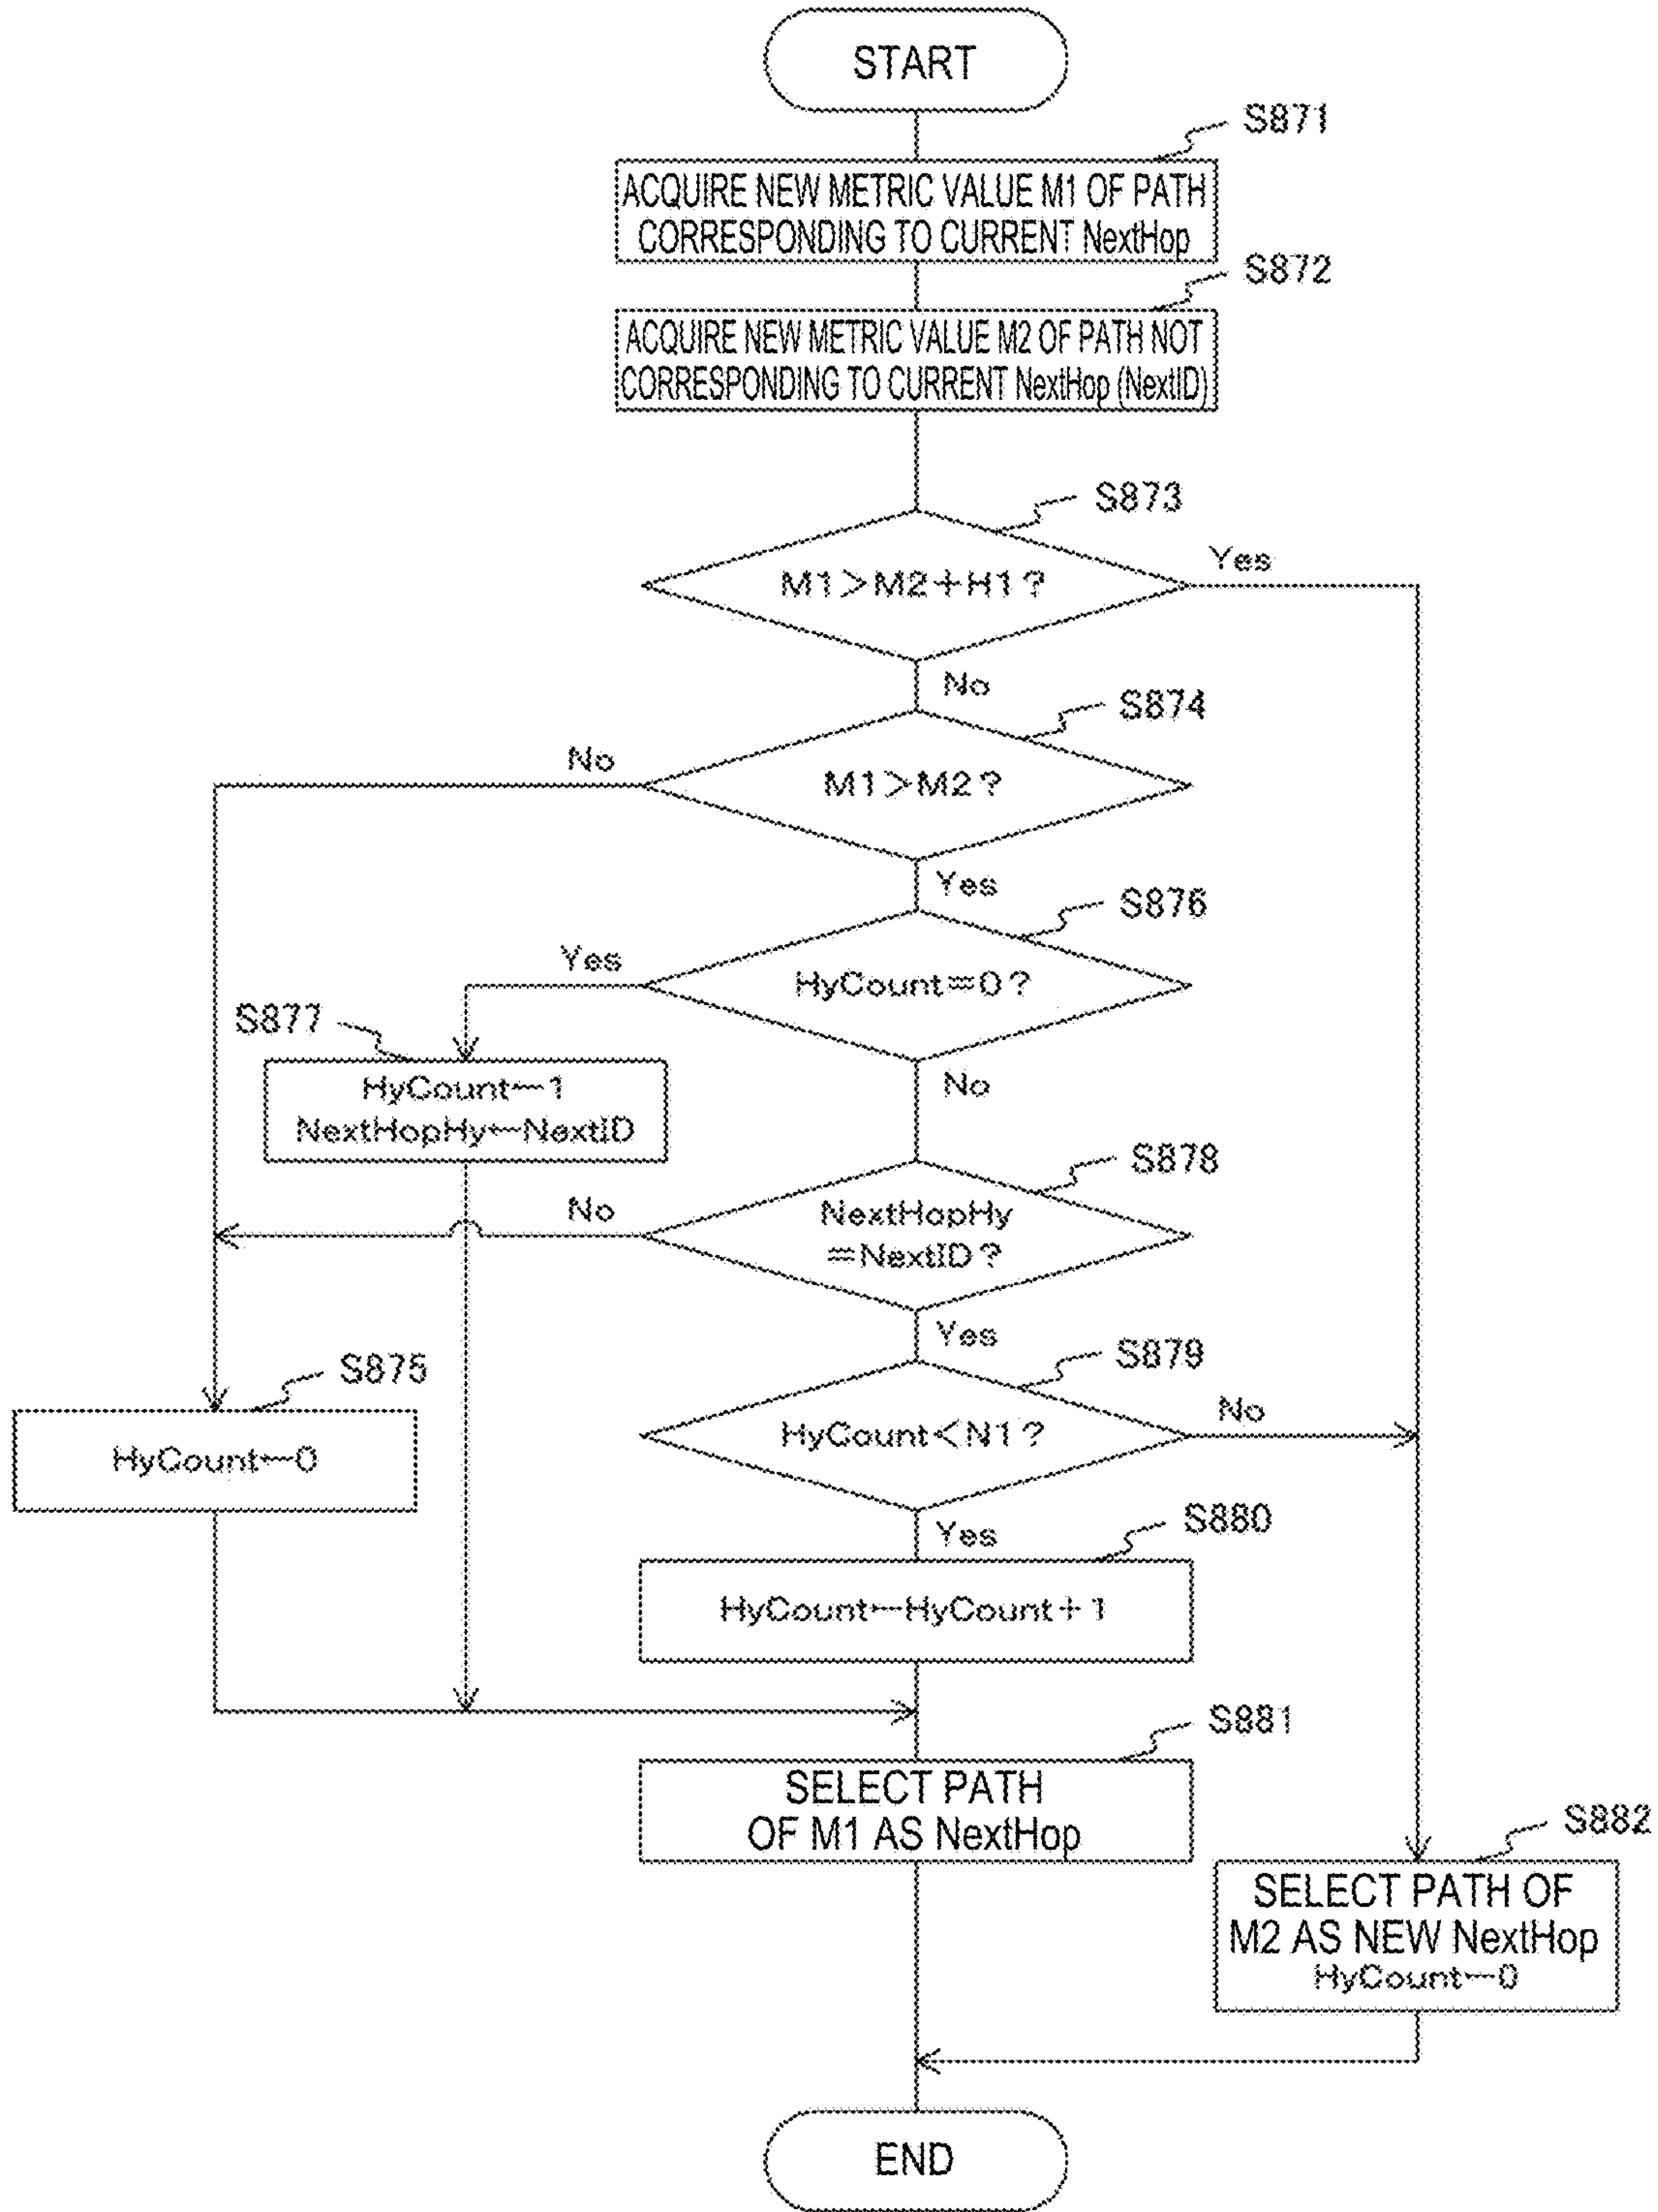 START
S871
ACQUIRE NEW METRIC VALUE M1 OF PATH
CORRESPONDING TO CURRENT NextHop
S872
ACQUIRE NEW METRIC VALUE M2 OF PATH NOT
CORRESPONDING TO CURRENT NextHop (NextID)
S873
M1>M2+H1?
Yes
No
S874
M1>M2?
No
Yes
S876
HyCount=0?
Yes
No
S877
HyCount←1
NextHopHy←NextID
S878
NextHopHy
=NextID?
No
Yes
S879
HyCount<N1?
No
Yes
S875
HyCount←0
S880
HyCount←HyCount+1
S881
SELECT PATH
OF M1 AS NextHop
S882
SELECT PATH OF
M2 AS NEW NextHop
HyCount←0
END